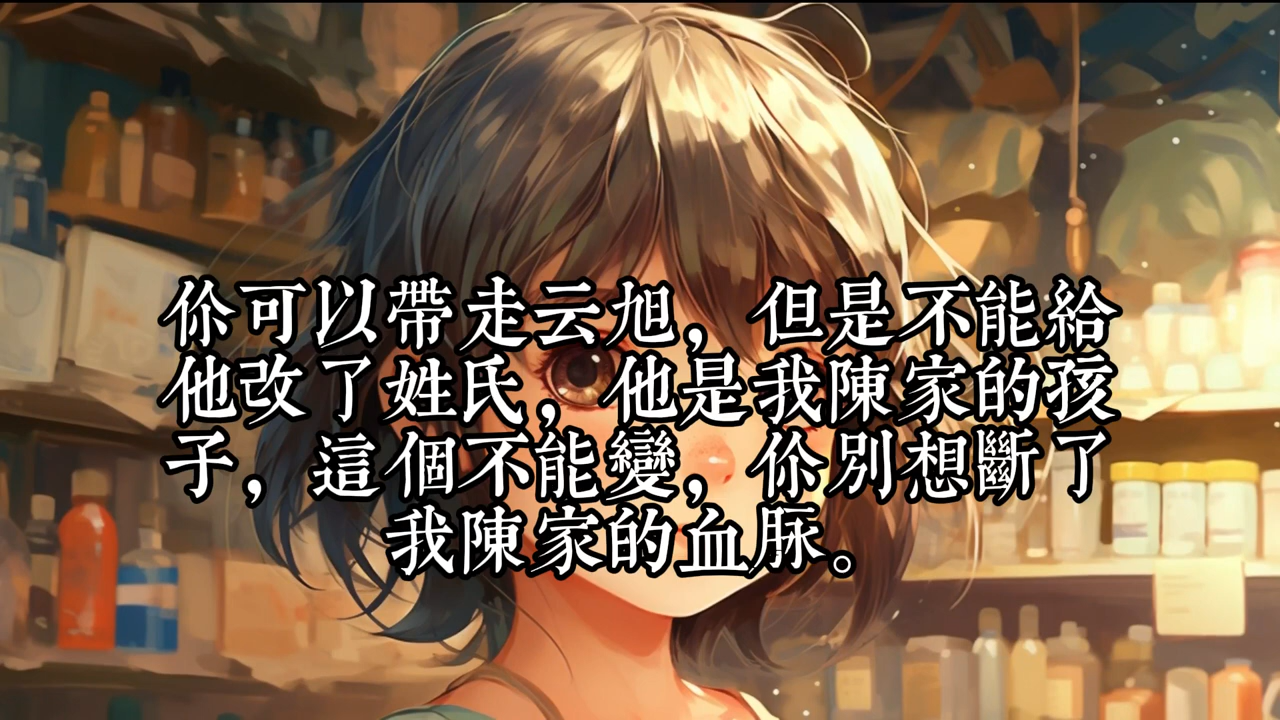 你可以帶走云旭，但是不能給
他改了姓氏，他是我陳家的孩
子，這個不能變，你別想斷了
我陳家的血脈。